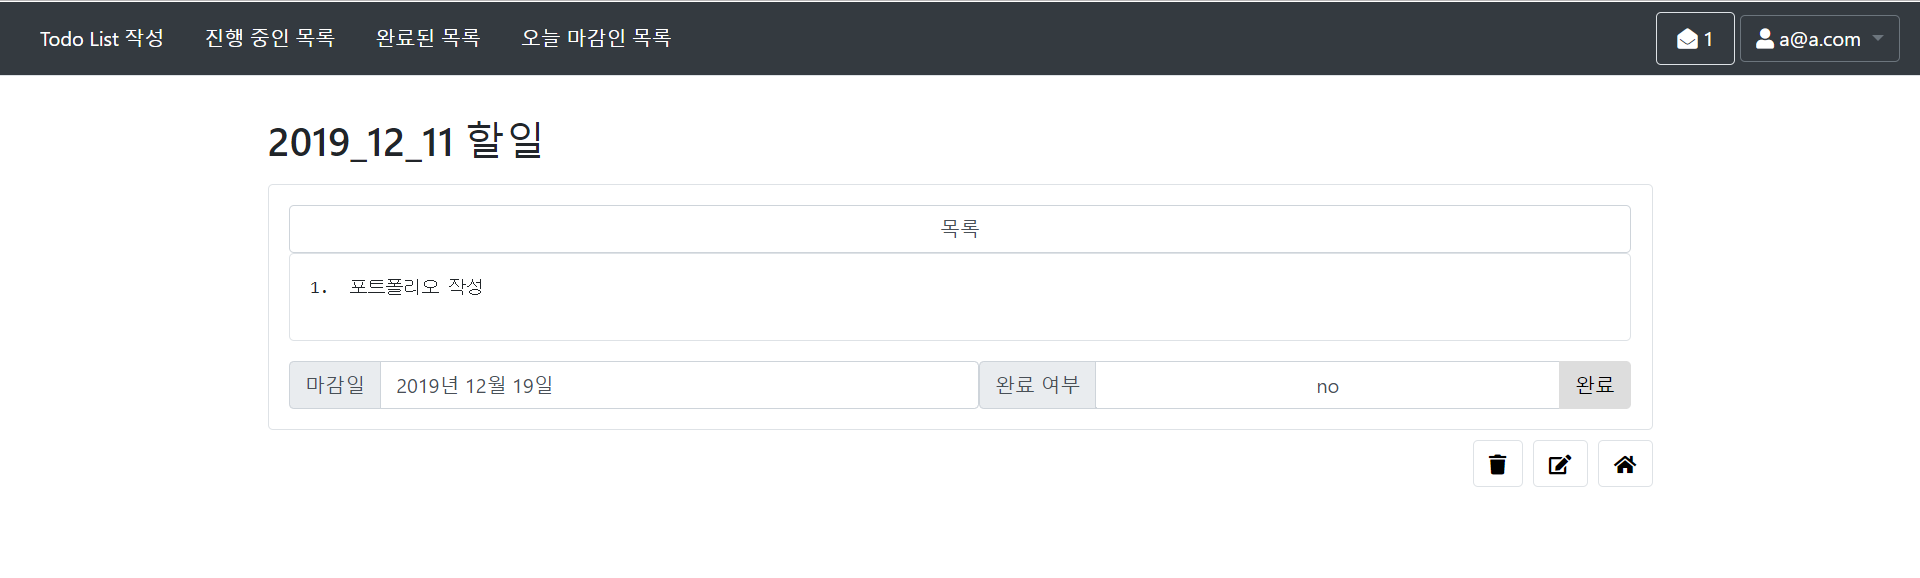 Todo List 작성 진행 중인 목록 완료된 목록 오늘 마감인 목록 1 a@a.com
2019_12_11 할일
목록
1. 포트폴리오 작성
마감일 2019년 12월 19일 완료 여부 no 완료